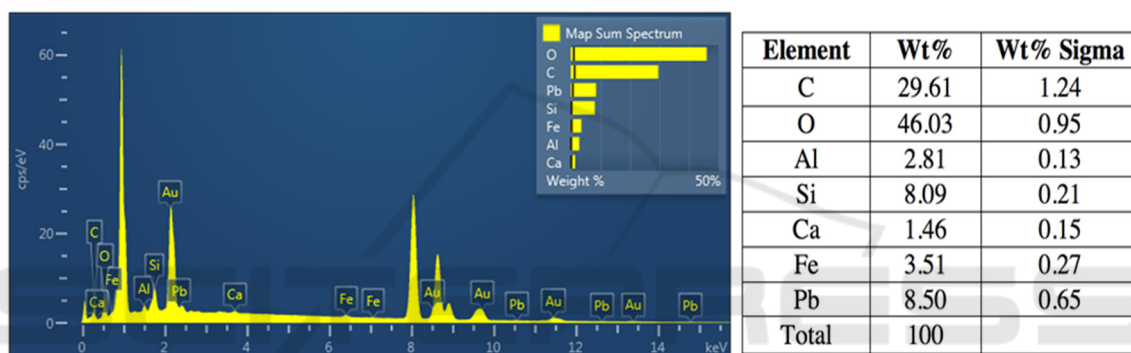 Map Sum Spectrum
O
C
Pb
Si
Fe
Al
Ca
Weight % 50%
60
40
20
0
cps/eV
C
Ca
O
Fe
Al
Si
Au
Pb
Ca
Fe
Fe
Au
Au
Pb
Au
Pb
Au
Pb
0 2 4 6 8 10 12 14 keV
Element Wt% Wt% Sigma
C 29.61 1.24
O 46.03 0.95
Al 2.81 0.13
Si 8.09 0.21
Ca 1.46 0.15
Fe 3.51 0.27
Pb 8.50 0.65
Total 100
SCITEPRESS